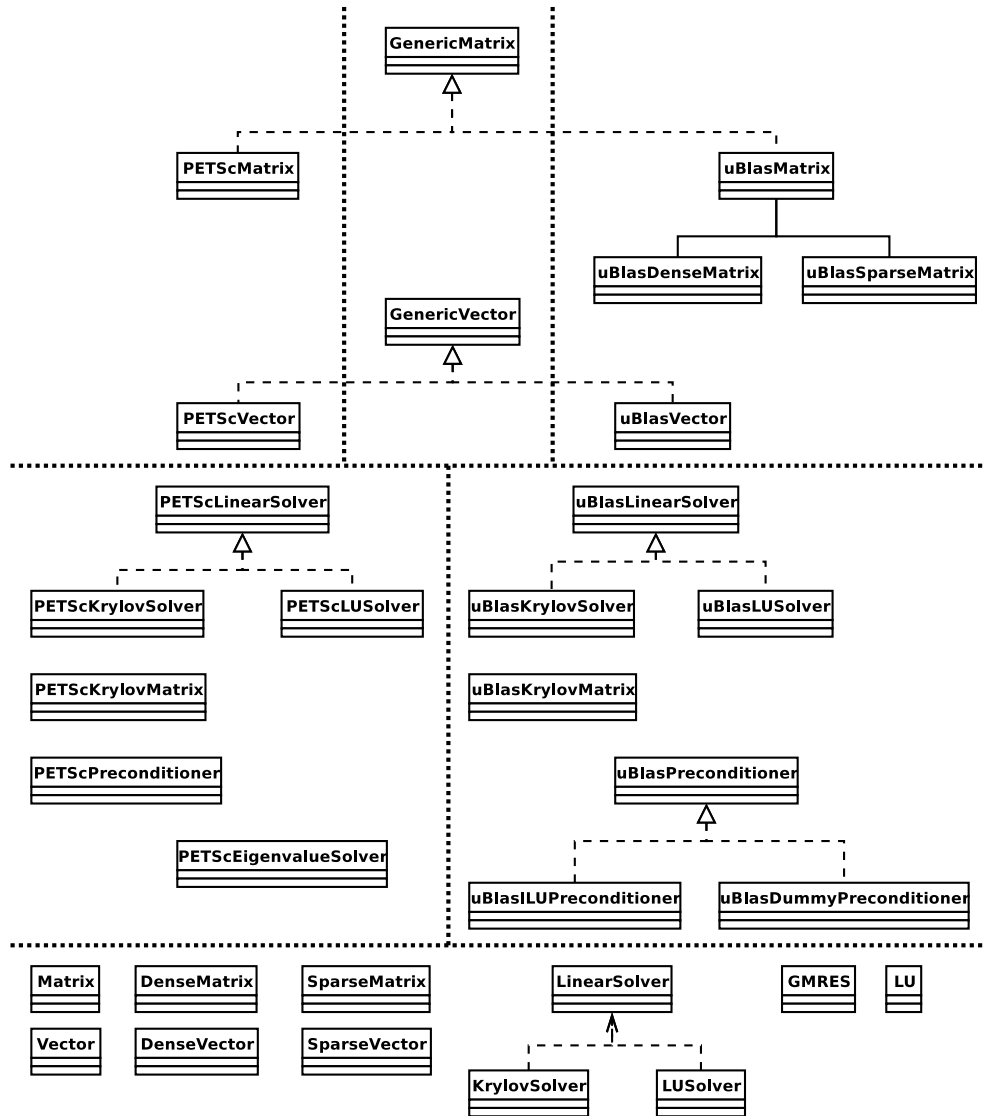 GenericMatrix
PETScMatrix
uBlasMatrix
uBlasDenseMatrix
uBlasSparseMatrix
GenericVector
PETScVector
uBlasVector
PETScLinearSolver
uBlasLinearSolver
PETScKrylovSolver
PETScLUSolver
uBlasKrylovSolver
uBlasLUSolver
PETScKrylovMatrix
uBlasKrylovMatrix
PETScPreconditioner
uBlasPreconditioner
PETScEigenvalueSolver
uBlasILUPreconditioner
uBlasDummyPreconditioner
Matrix
DenseMatrix
SparseMatrix
LinearSolver
GMRES
LU
Vector
DenseVector
SparseVector
KrylovSolver
LUSolver